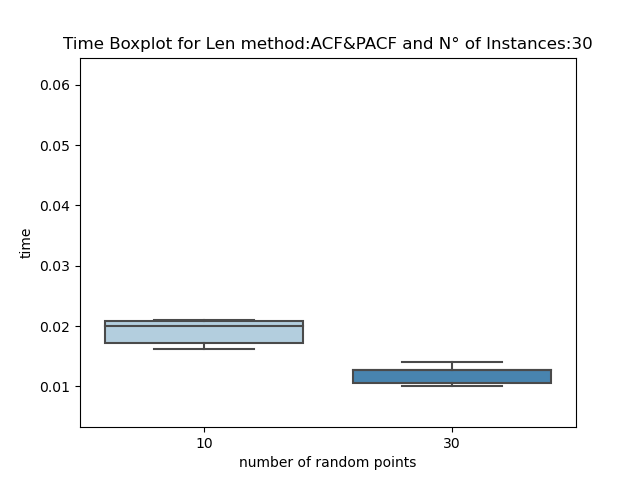 Time Boxplot for Len method:ACF&PACF and N° of Instances:30
0.06
0.05
0.04
0.03
0.02
0.01
time
10
30
number of random points